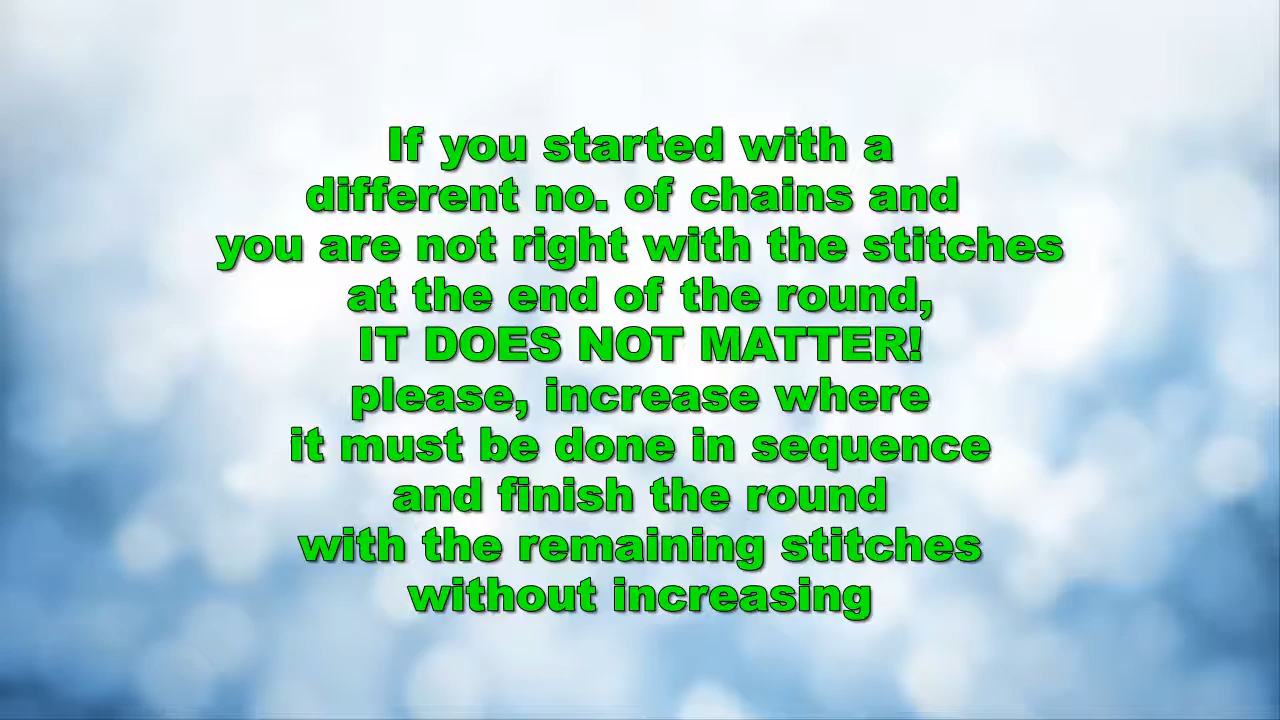 If you started with a
different no. of chains and
you are not right with the stitches
at the end of the round,
IT DOES NOT MATTER!
please, increase where
it must be done in sequence
and finish the round
with the remaining stitches
without increasing